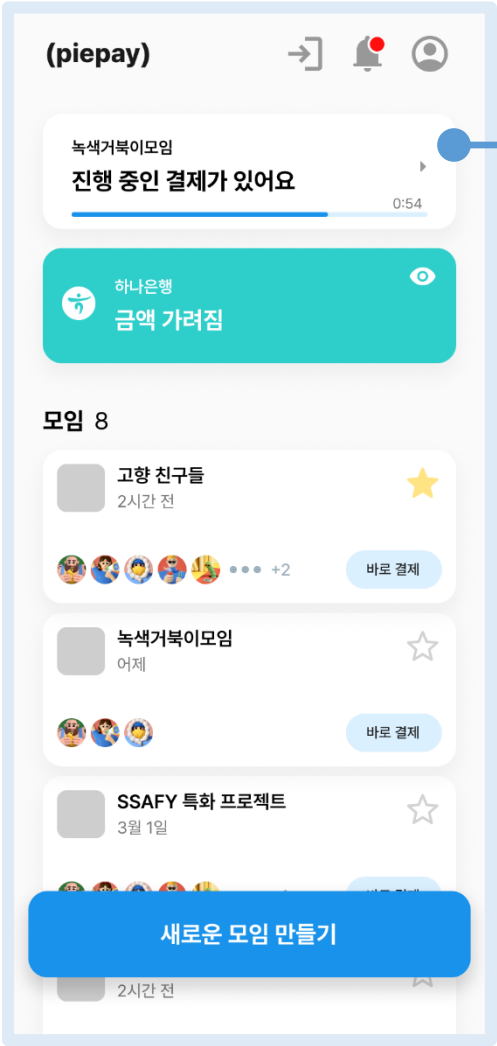 (piepay)
녹색거북이모임
진행 중인 결제가 있어요
0:54
하나은행
금액 가려짐
모임 8
고향 친구들
2시간 전
+2
바로 결제
녹색거북이모임
어제
바로 결제
SSAFY 특화 프로젝트
3월 1일
새로운 모임 만들기
2시간 전